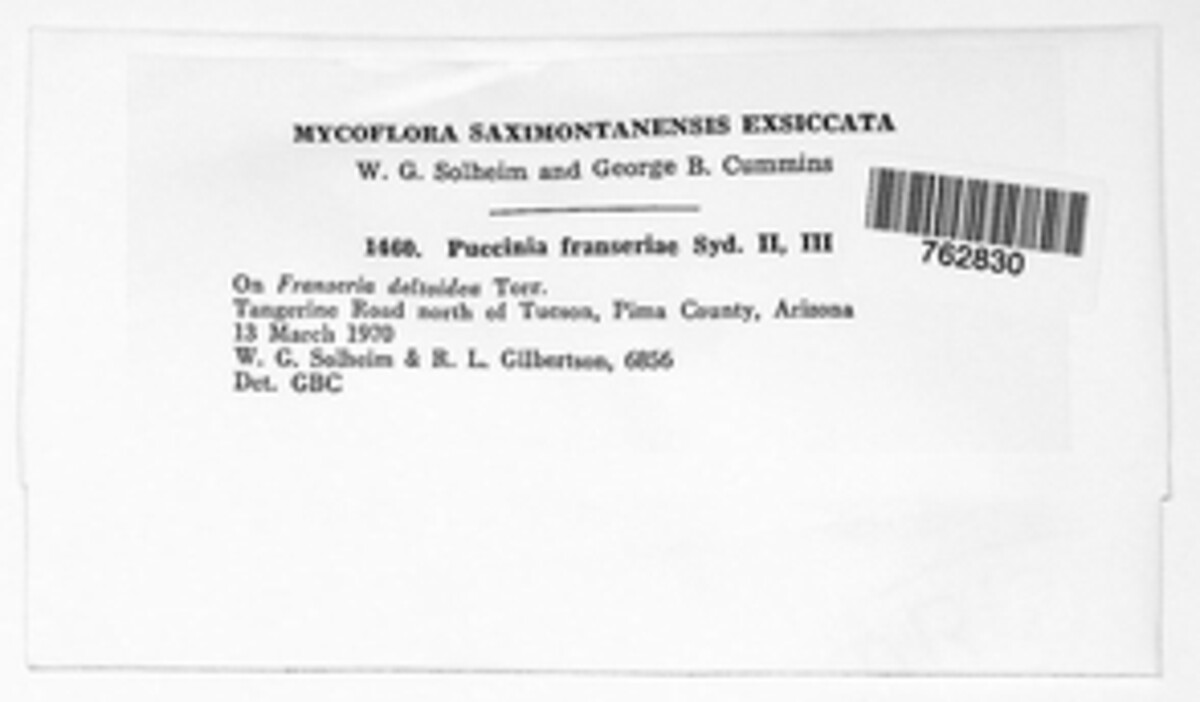 MYCOFLORA SAXIMONTANENSIS EXSICCATA
W. G. Solheim and George B. Cummins
762830
1460. Puccinia franseriae Syd. II, III
On Franseria deltoidea Torr.
Tangerine Road north of Tucson, Pima County, Arizona
13 March 1970
W. G. Solheim & R. L. Gilbertson, 6856
Det. GBC